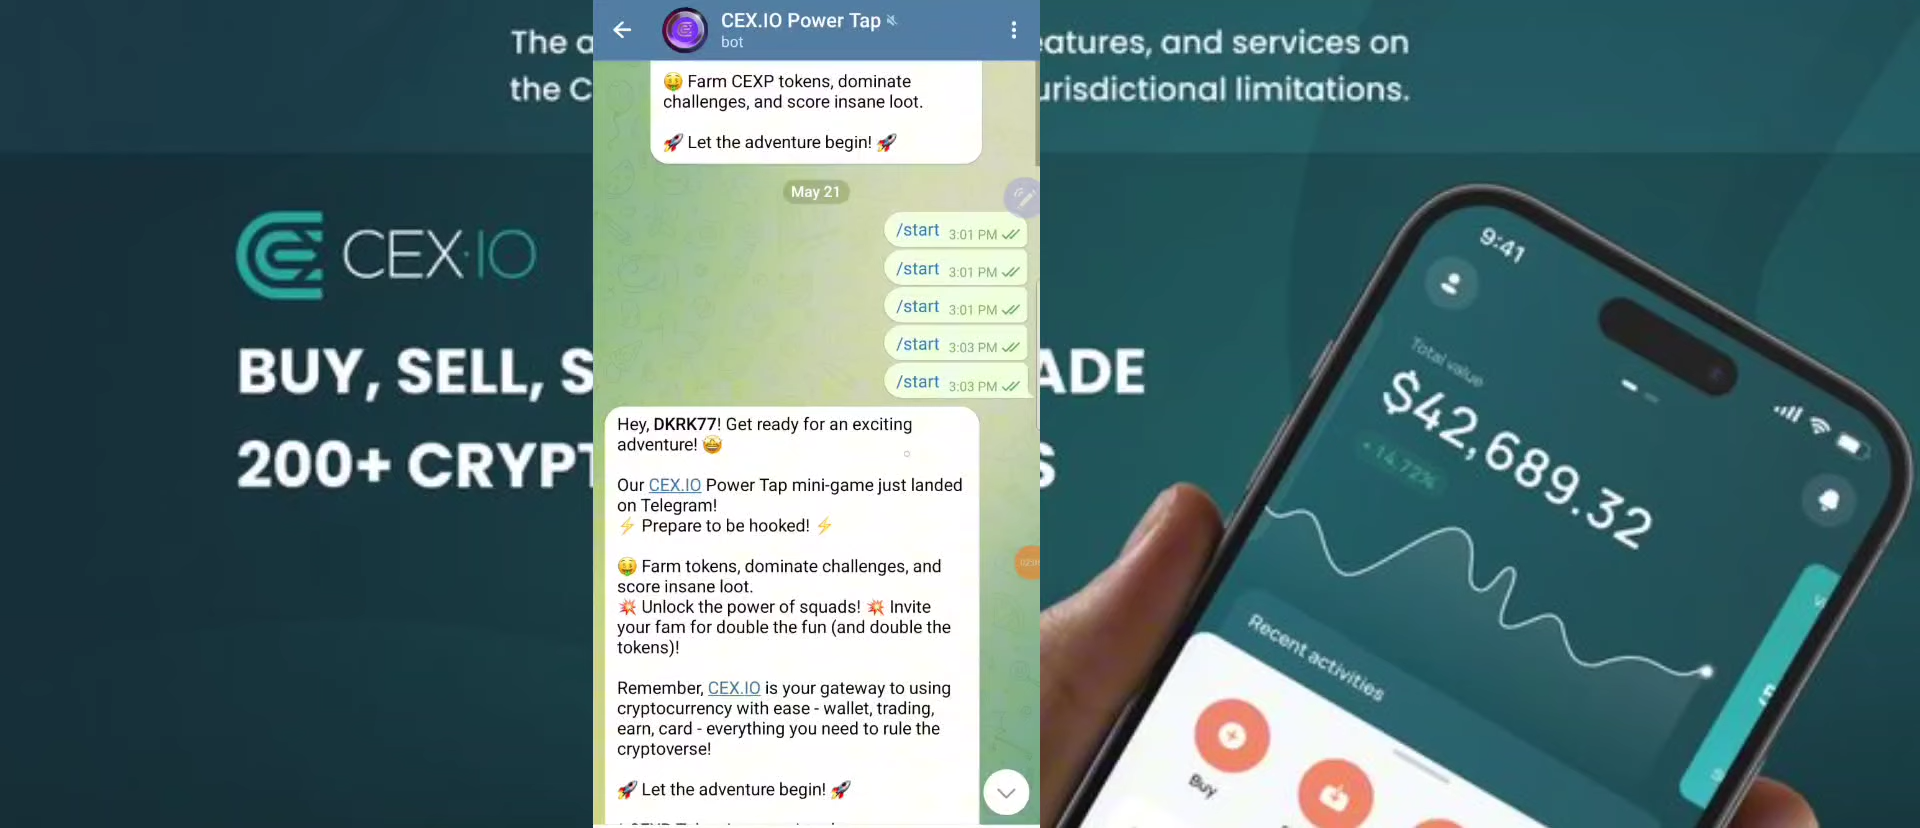 The a
the C
atures, and services on
urisdictional limitations.
CEX.IO
BUY, SELL, S
ADE
200+ CRYPT
S
CEX.IO Power Tap
bot
🤑 Farm CEXP tokens, dominate
challenges, and score insane loot.
🚀 Let the adventure begin! 🚀
May 21
/start 3:01 PM
/start 3:01 PM
/start 3:01 PM
/start 3:03 PM
/start 3:03 PM
Hey, DKRK77! Get ready for an exciting
adventure! 🤩
Our CEX.IO Power Tap mini-game just landed
on Telegram!
⚡ Prepare to be hooked! ⚡
🤑 Farm tokens, dominate challenges, and
score insane loot.
💥 Unlock the power of squads! 💥 Invite
your fam for double the fun (and double the
tokens)!
Remember, CEX.IO is your gateway to using
cryptocurrency with ease - wallet, trading,
earn, card - everything you need to rule the
cryptoverse!
🚀 Let the adventure begin! 🚀
9:41
Total value
$42,689.32
+14.72%
Recent activities
Buy